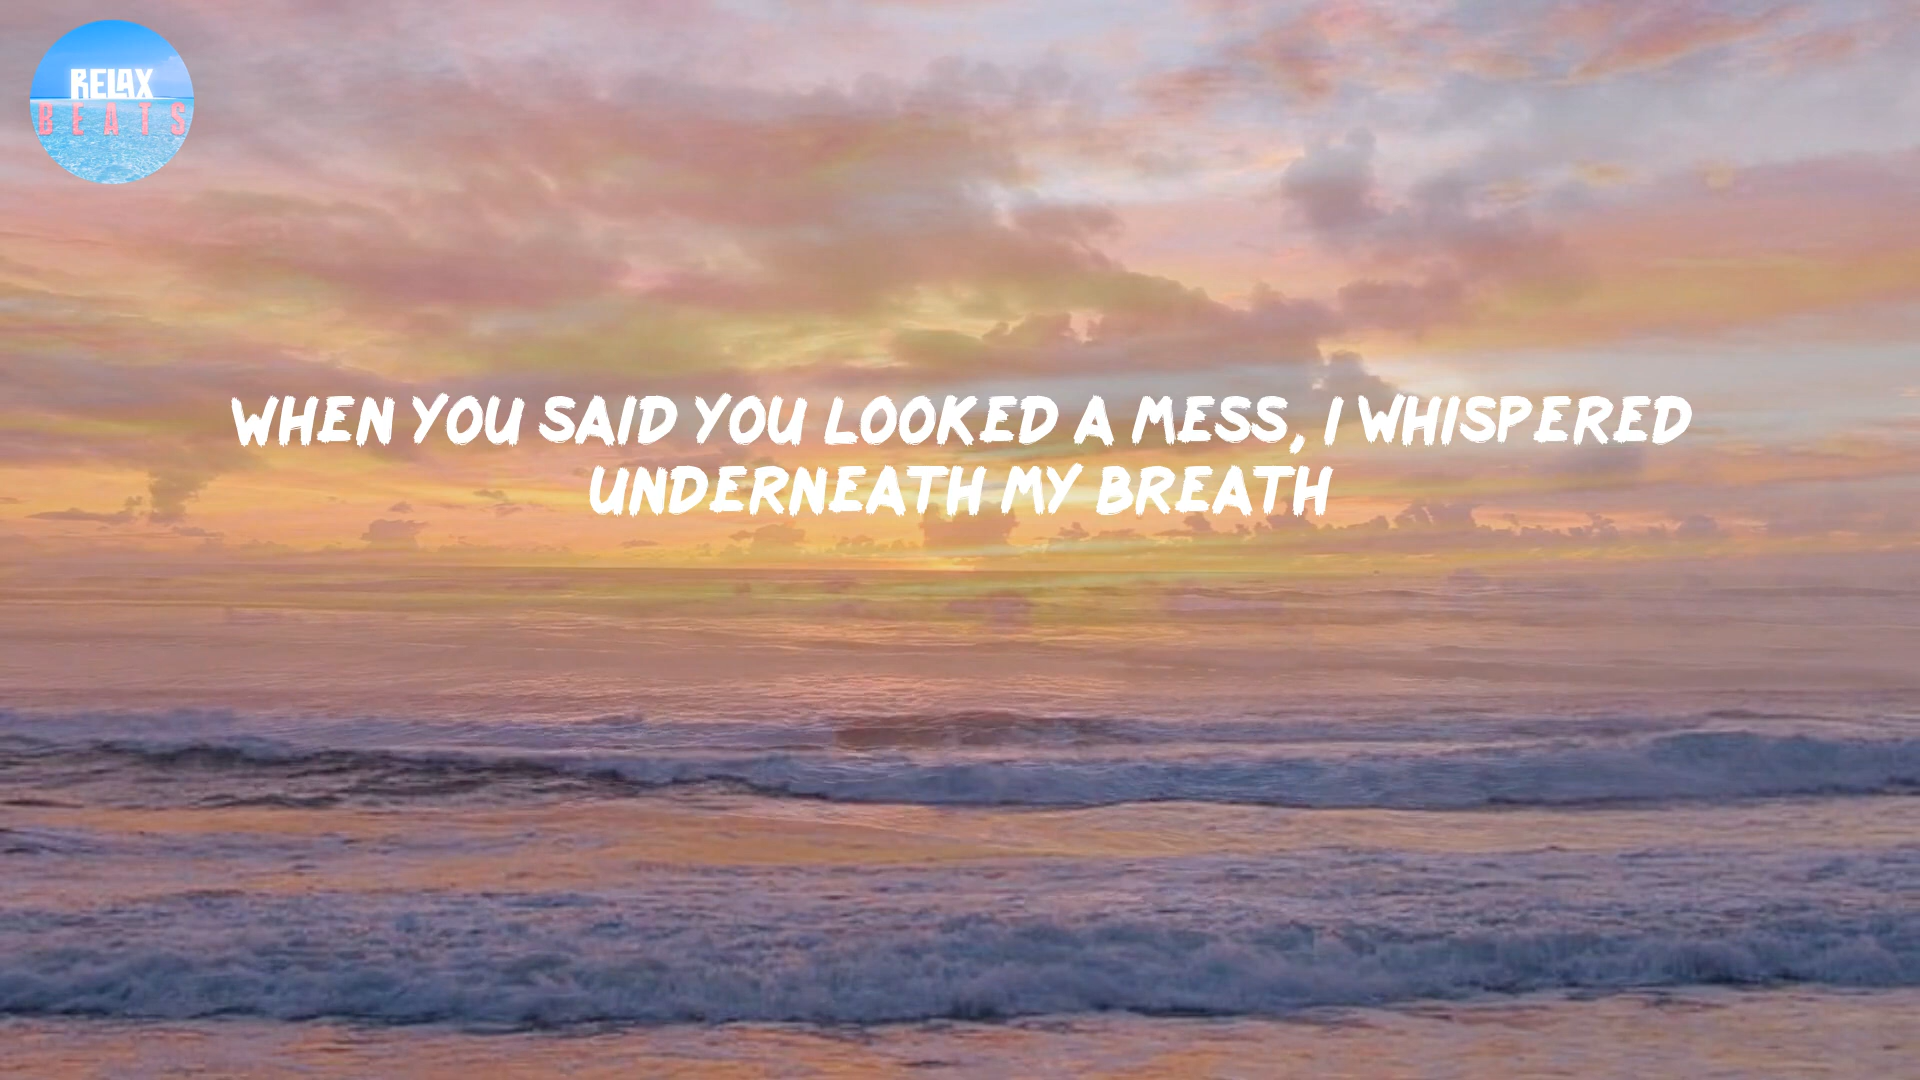 RELAX
BEATS
WHEN YOU SAID YOU LOOKED A MESS, I WHISPERED
UNDERNEATH MY BREATH